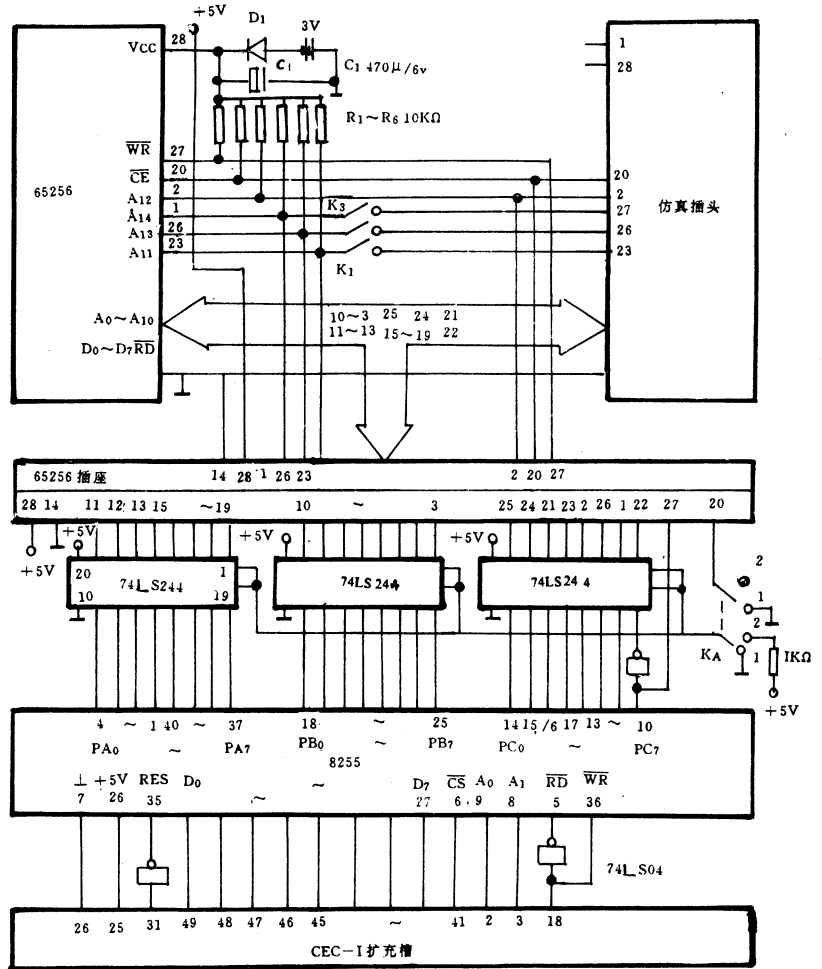 +5V
D1
3V
VCC 28
C1
C1 470μ/6v
R1～R6 10KΩ
1
28
65256
WR 27
CE 20
A12 2
A14 1
A13 26
A11 23
K3
K1
20
2
27
26
23
仿真插头
A0～A10
D0～D7RD
10～3 25 24 21
11～13 15～19 22
65256 插座
14 28 1 26 23 2 20 27
28 14 11 12 13 15 ～19 10 ～ 3 25 24 21 23 2 26 1 22 27 20
+5V
+5V
+5V
+5V
20 74LS244 1
10 19
74LS244
74LS244
2
1
2
KA
1
1KΩ
+5V
4 ～ 1 40 ～ 37 18 ～ 25 14 15 /6 17 13 ～ 10
PA0 ～ PA7 PB0 ～ PB7 PC0 ～ PC7
8255
⊥ +5V RES D0 ～ ～ D7 CS A0 A1 RD WR
7 26 35 27 6 9 8 5 36
74LS04
26 25 31 49 48 47 46 45 ～ 41 2 3 18
CEC-I扩充槽